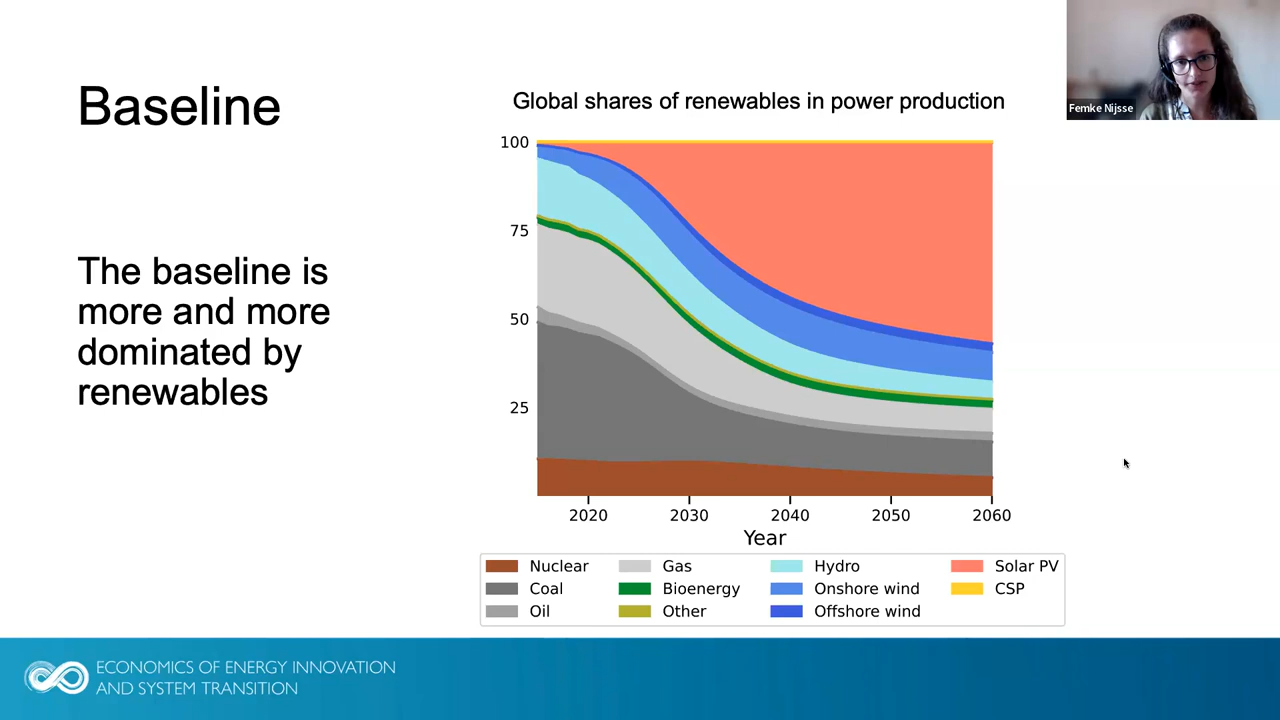 Baseline
The baseline is
more and more
dominated by
renewables
Global shares of renewables in power production
100
75
50
25
2020 2030 2040 2050 2060
Year
Nuclear Gas Hydro Solar PV
Coal Bioenergy Onshore wind CSP
Oil Other Offshore wind
Femke Nijsse
ECONOMICS OF ENERGY INNOVATION
AND SYSTEM TRANSITION